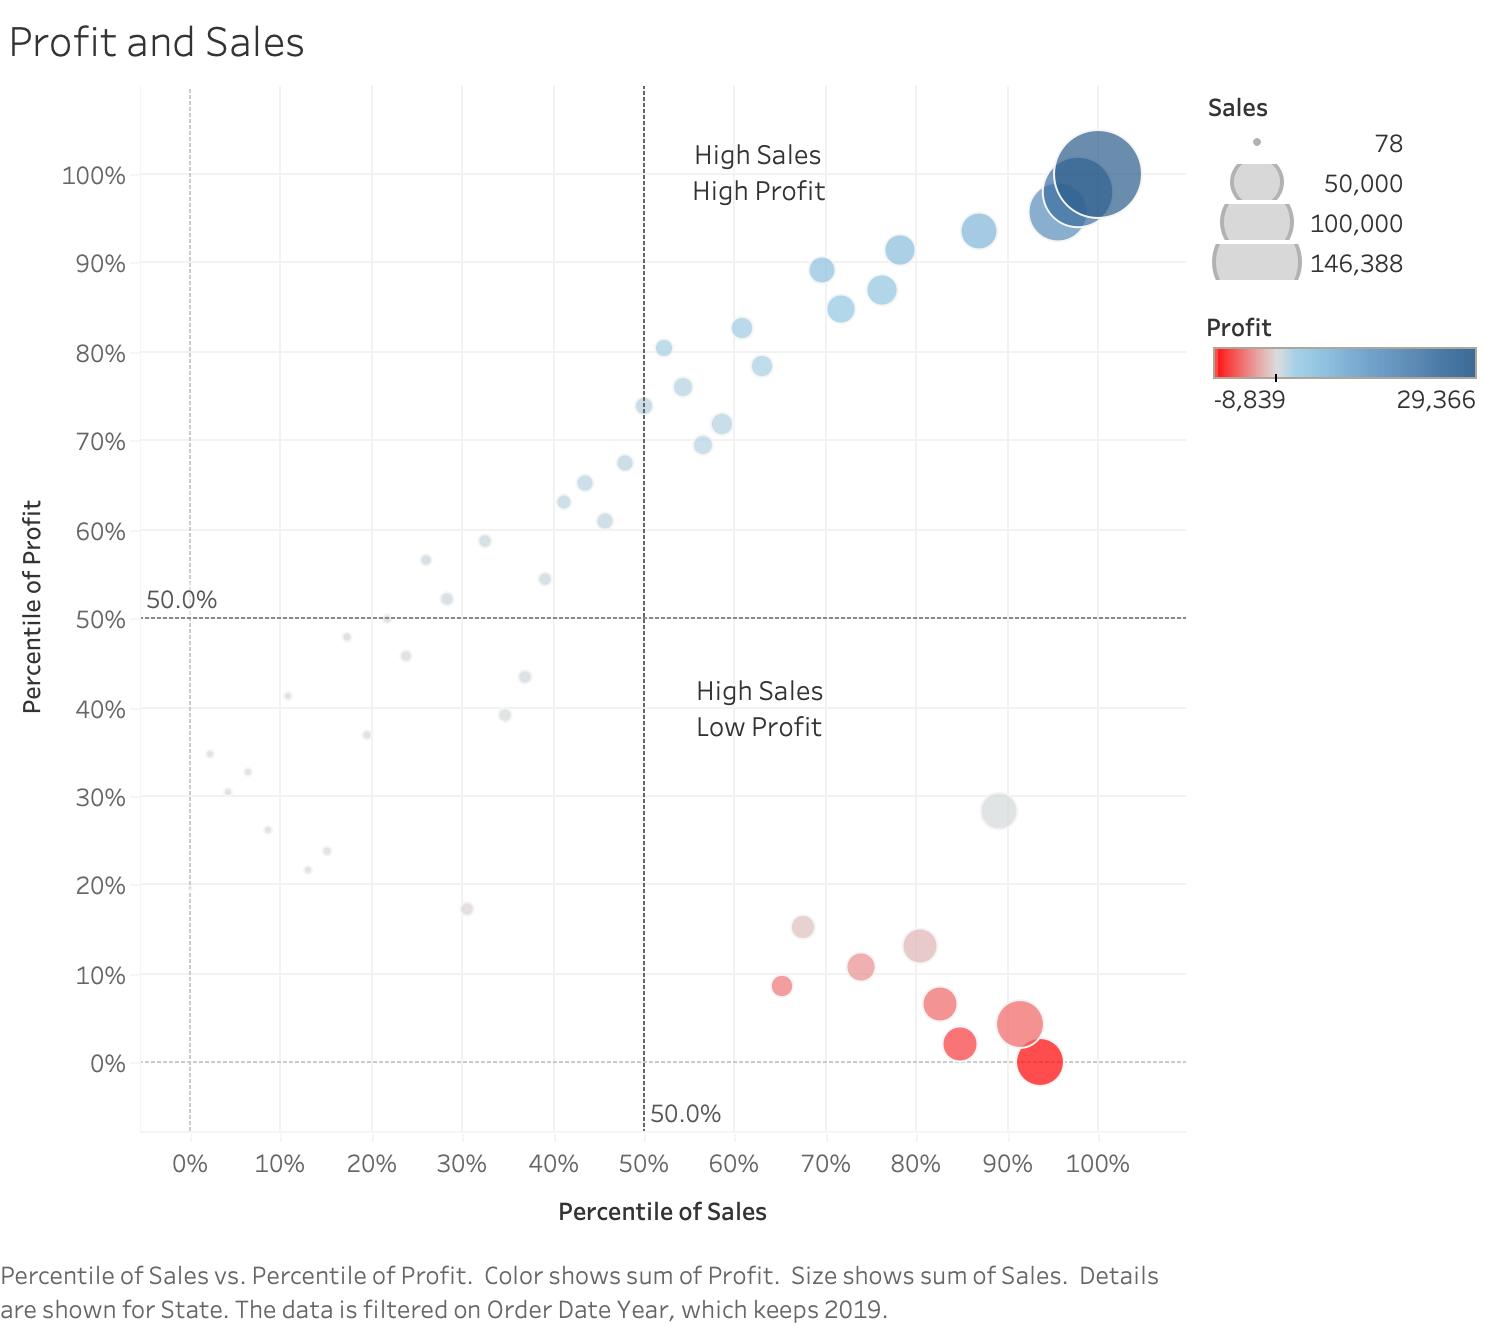 Profit and Sales
High Sales
High Profit
High Sales
Low Profit
Percentile of Profit
100%
90%
80%
70%
60%
50%
40%
30%
20%
10%
0%
50.0%
50.0%
0%
10%
20%
30%
40%
50%
60%
70%
80%
90%
100%
Percentile of Sales
Sales
78
50,000
100,000
146,388
Profit
-8,839
29,366
Percentile of Sales vs. Percentile of Profit.  Color shows sum of Profit.  Size shows sum of Sales.  Details
are shown for State. The data is filtered on Order Date Year, which keeps 2019.